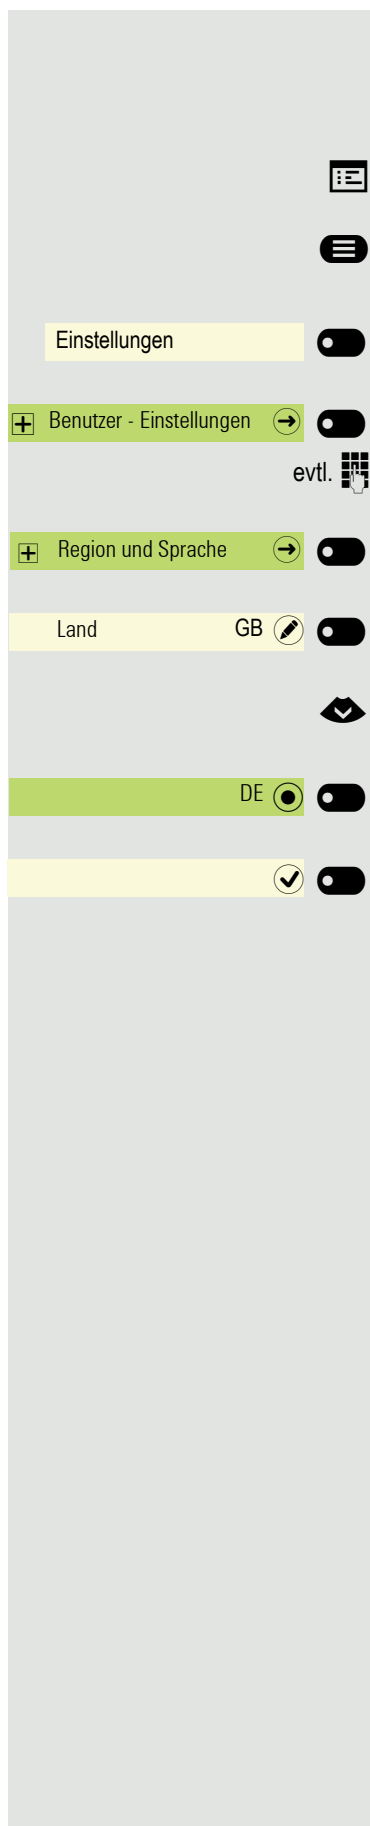 Einstellungen
Benutzer - Einstellungen
evtl.
Region und Sprache
Land GB
DE